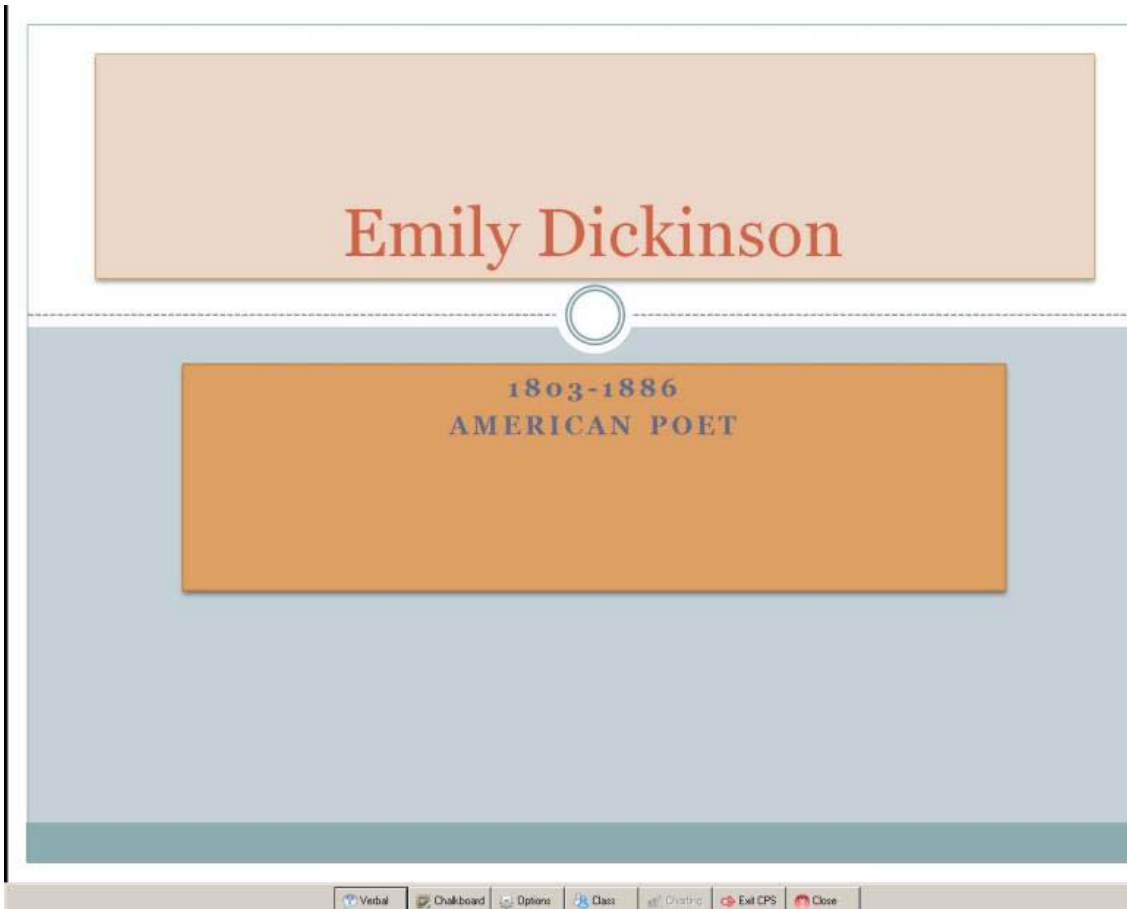 Emily Dickinson
1803-1886
AMERICAN POET
Verbal Chalkboard Options Class Charting Exit CPS Close